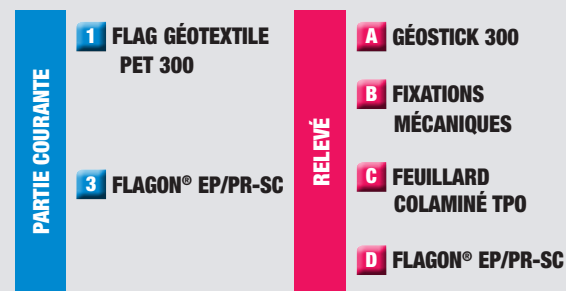 PARTIE COURANTE
1 FLAG GÉOTEXTILE
PET 300
3 FLAGON® EP/PR-SC
RELEVÉ
A GÉOSTICK 300
B FIXATIONS
MÉCANIQUES
C FEUILLARD
COLAMINÉ TPO
D FLAGON® EP/PR-SC